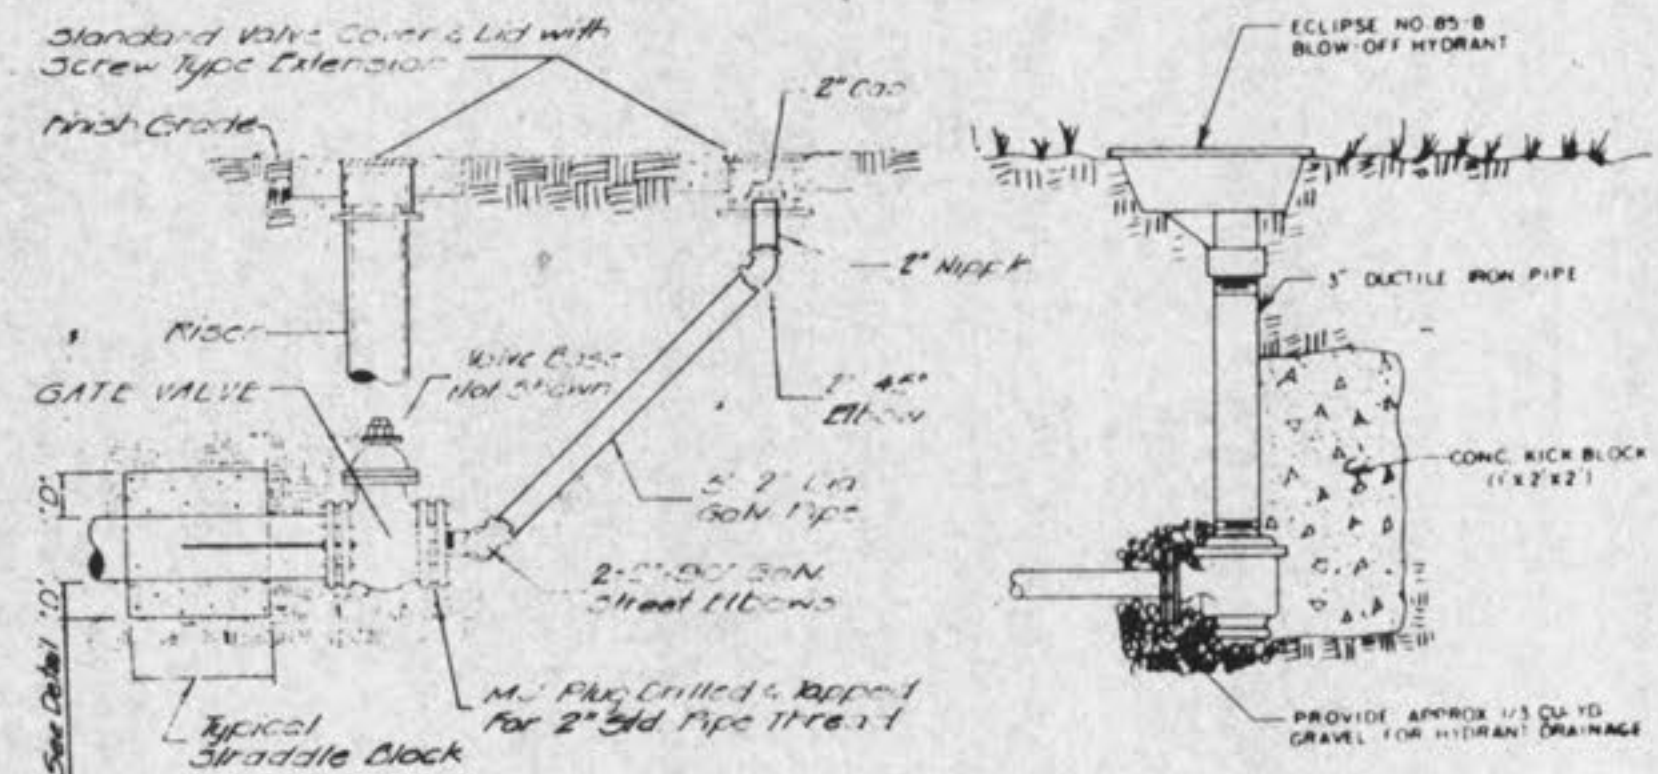 Standard Valve Cover & Lid with
Screw Type Extension
Finish Grade
2" Cap
2" Nipple
Riser
Valve Base
Not Shown
GATE VALVE
2" 45°
Elbow
2"
Galv. Pipe
2-2"-90° Galv.
Street Elbows
"D"
"D"
See Detail
Typical
Straddle Block
MJ Plug Drilled & Tapped
For 2" Std. Pipe Thread
ECLIPSE NO. 85-B
BLOW-OFF HYDRANT
3" DUCTILE IRON PIPE
CONC. KICK BLOCK
(1'x2'x2')
PROVIDE APPROX 1/3 CU. YD.
GRAVEL FOR HYDRANT DRAINAGE